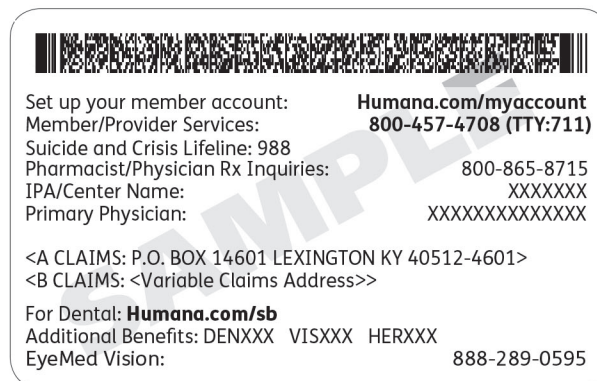 Set up your member account: Humana.com/myaccount
Member/Provider Services: 800-457-4708 (TTY:711)
Suicide and Crisis Lifeline: 988
Pharmacist/Physician Rx Inquiries: 800-865-8715
IPA/Center Name: XXXXXXX
Primary Physician: XXXXXXXXXXXXXX
<A CLAIMS: P.O. BOX 14601 LEXINGTON KY 40512-4601>
<B CLAIMS: <Variable Claims Address>>
For Dental: Humana.com/sb
Additional Benefits: DENXXX VISXXX HERXXX
EyeMed Vision: 888-289-0595
SAMPLE